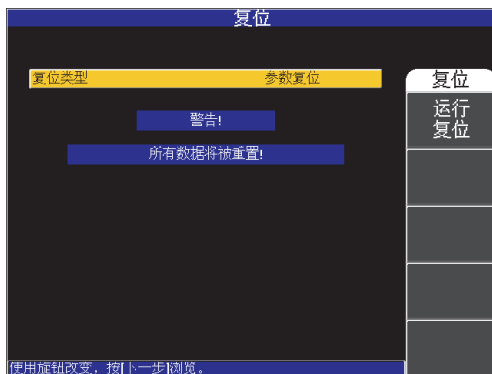 复位
复位类型 参数复位
警告!
所有数据将被重置!
复位
运行
复位
使用旋钮改变，按[下一步]浏览。